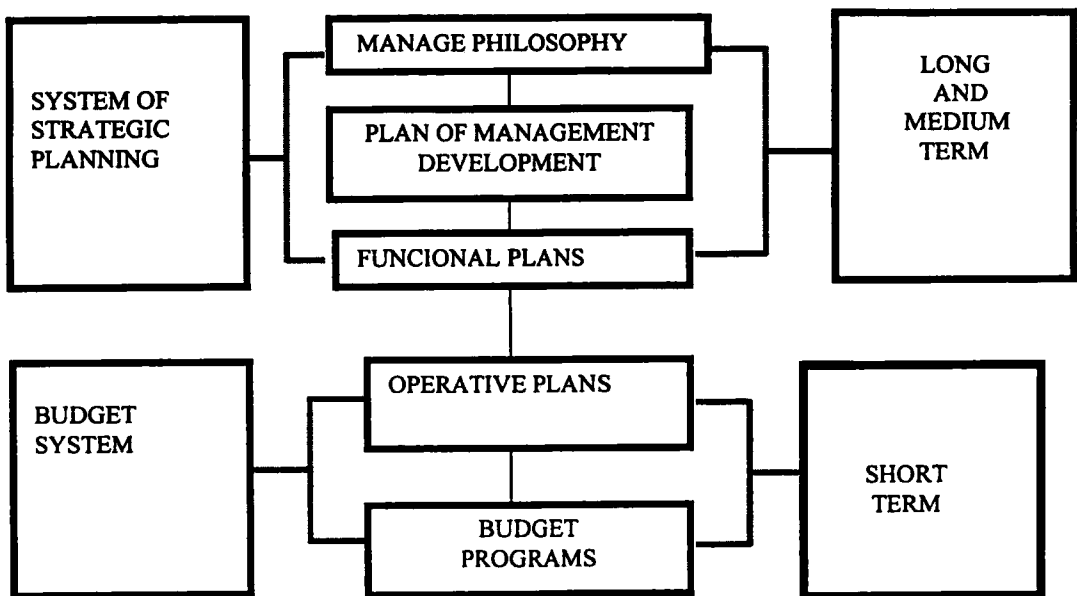 SYSTEM OF
STRATEGIC
PLANNING
MANAGE PHILOSOPHY
PLAN OF MANAGEMENT
DEVELOPMENT
FUNCIONAL PLANS
LONG
AND
MEDIUM
TERM
BUDGET
SYSTEM
OPERATIVE PLANS
BUDGET
PROGRAMS
SHORT
TERM